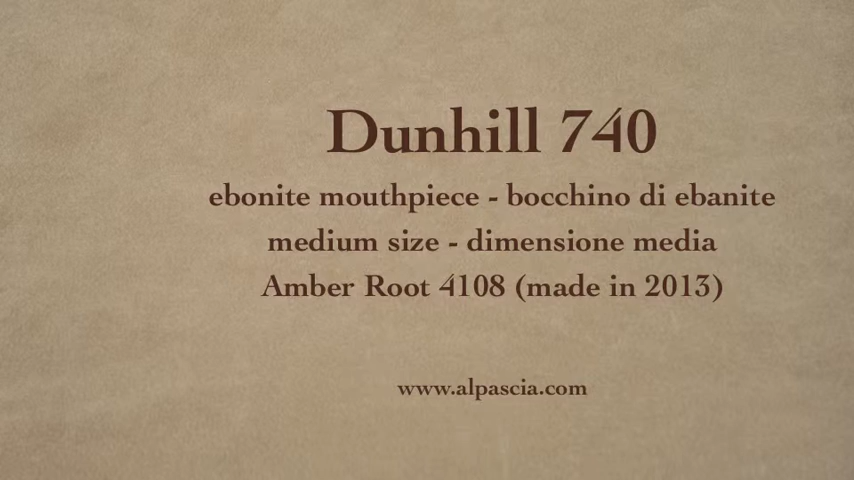 Dunhill 740
ebonite mouthpiece - bocchino di ebanite
medium size - dimensione media
Amber Root 4108 (made in 2013)
www.alpascia.com